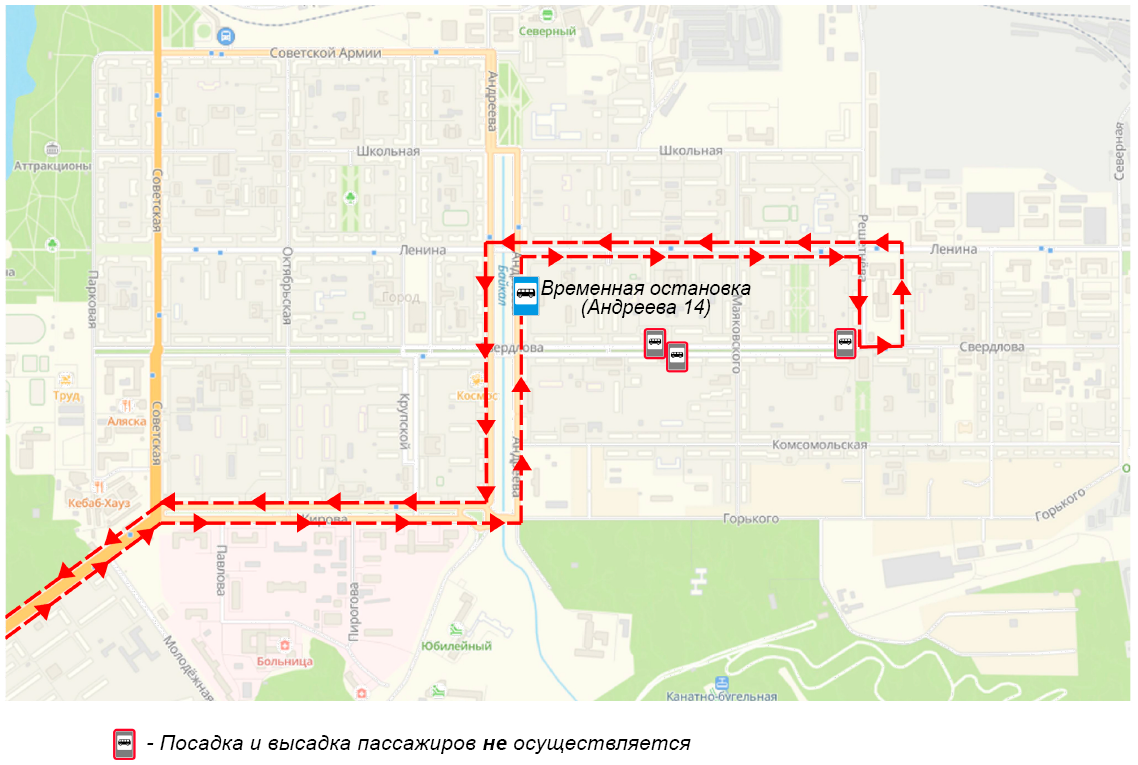 Северный
Советской Армии
Андреева
Школьная
Школьная
Северная
Аттракционы
Советская
Решетнёва
Ленина
Ленина
Октябрьская
Парковая
Байкал
Город
Временная остановка
(Андреева 14)
Маяковского
Свердлова
Труд
Космос
Аляска
Советская
Крупской
Андреева
Комсомольская
Кебаб-Хауз
Кирова
Горького
Горького
Павлова
Пирогова
Молодёжная
Юбилейный
Больница
Канатно-бугельная
- Посадка и высадка пассажиров не осуществляется